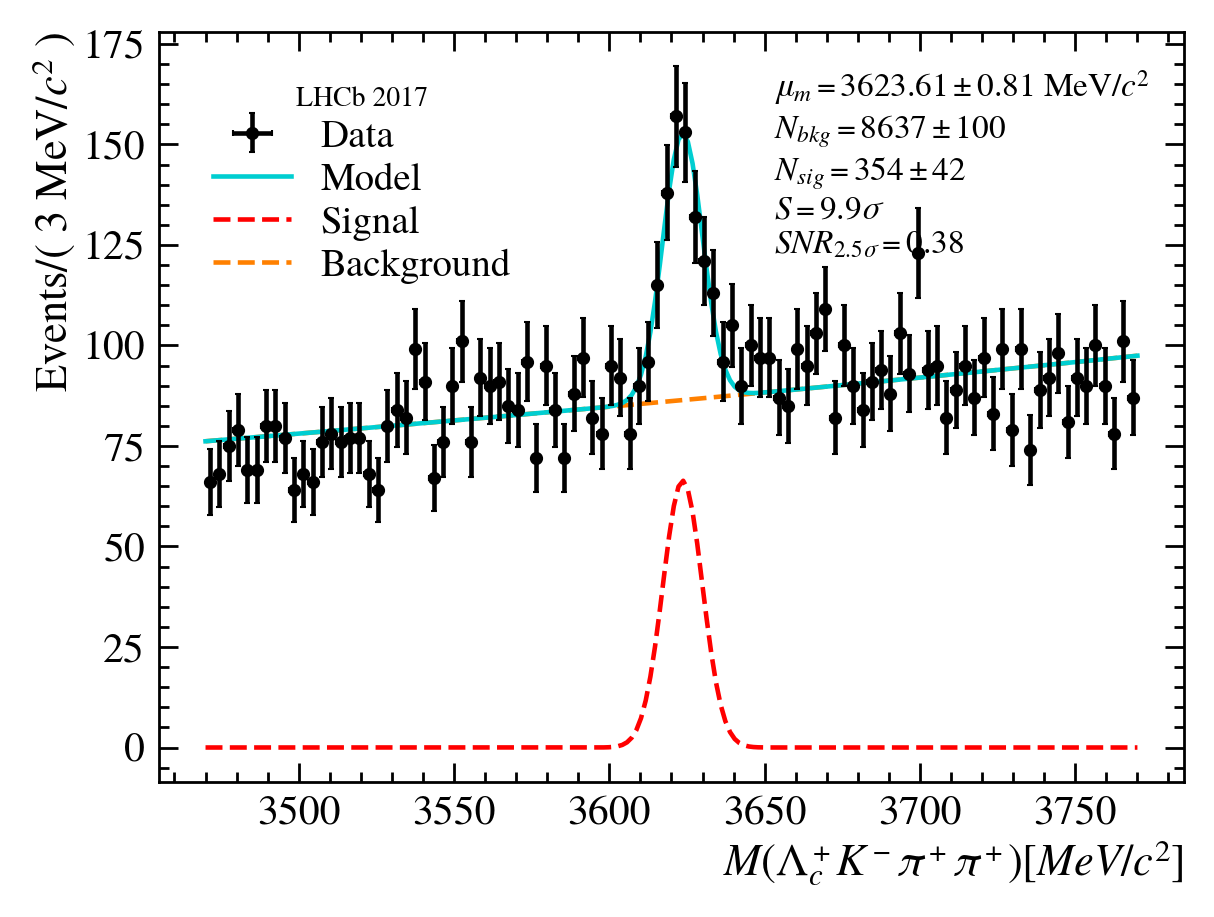 Events/( 3 MeV/c² )
175
150
125
100
75
50
25
0
LHCb 2017
Data
Model
Signal
Background
μ_m = 3623.61 ± 0.81 MeV/c²
N_bkg = 8637 ± 100
N_sig = 354 ± 42
S = 9.9σ
SNR_2.5σ = 0.38
3500 3550 3600 3650 3700 3750
M(Λ_c⁺K⁻π⁺π⁺)[MeV/c²]